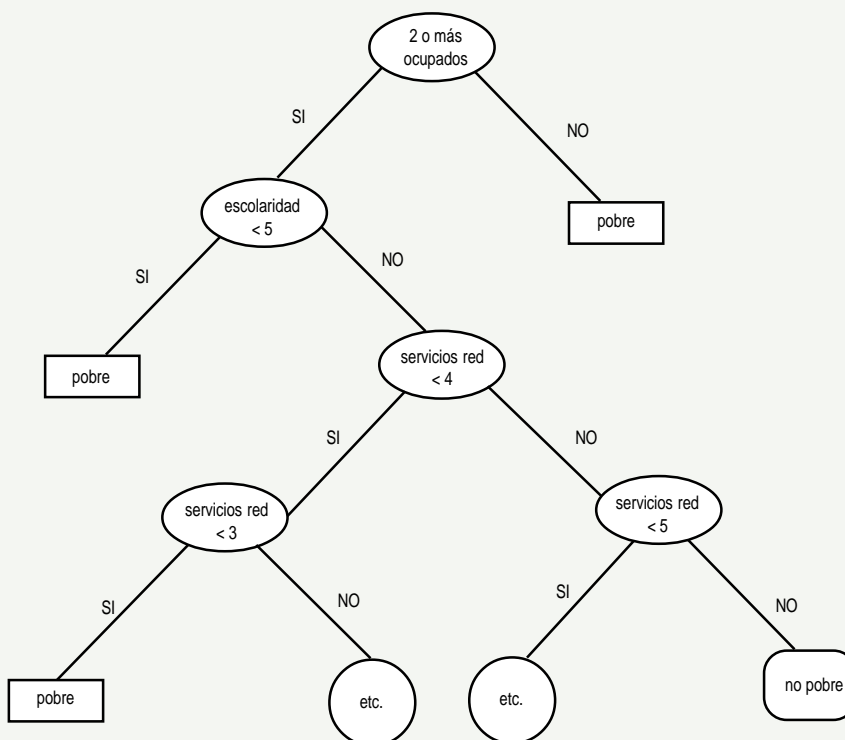 2 o más
ocupados
SI
NO
escolaridad
< 5
pobre
SI
NO
servicios red
< 4
pobre
SI
NO
servicios red
< 3
servicios red
< 5
SI
NO
SI
NO
pobre
etc.
etc.
no pobre